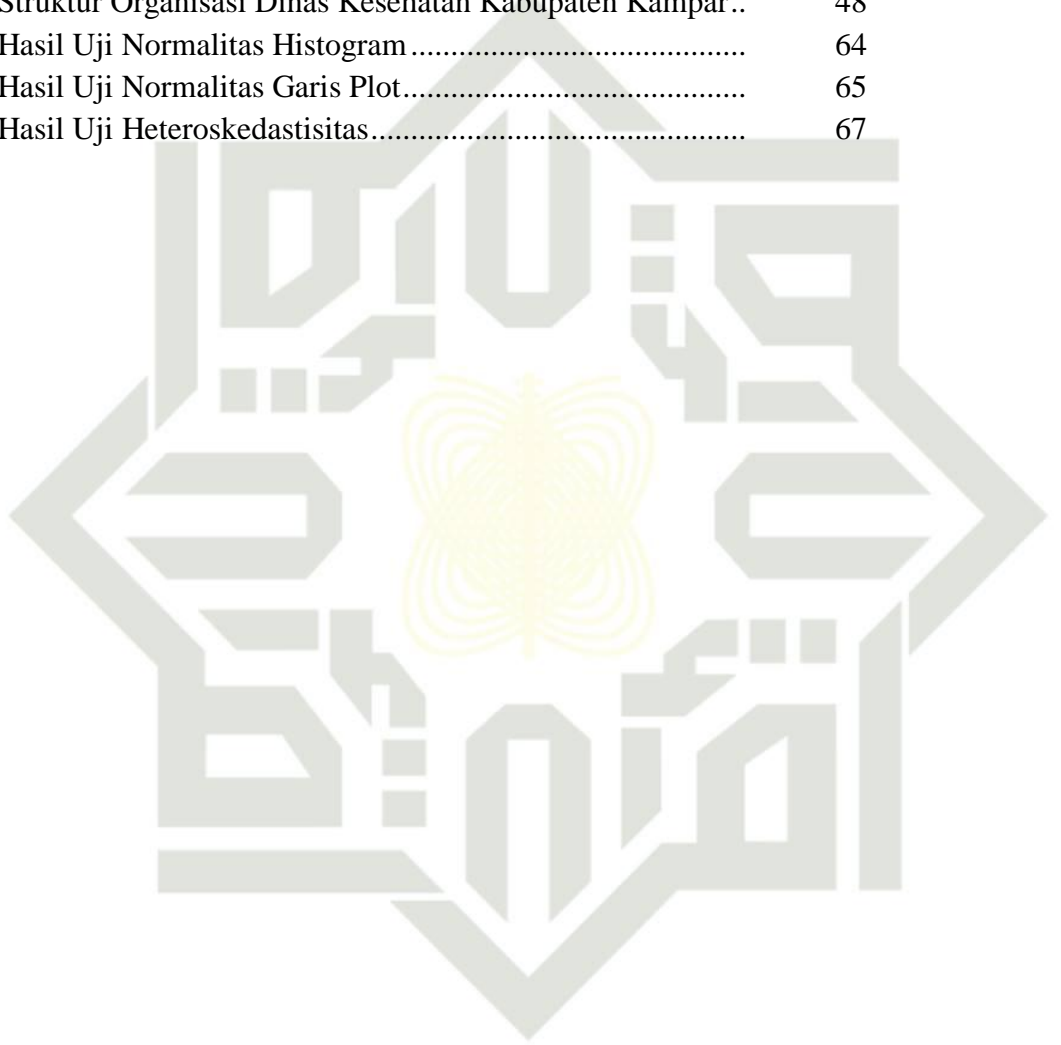 Struktur Organisasi Dinas Kesehatan Kabupaten Kampar.. 48
Hasil Uji Normalitas Histogram.......................................... 64
Hasil Uji Normalitas Garis Plot........................................... 65
Hasil Uji Heteroskedastisitas............................................... 67